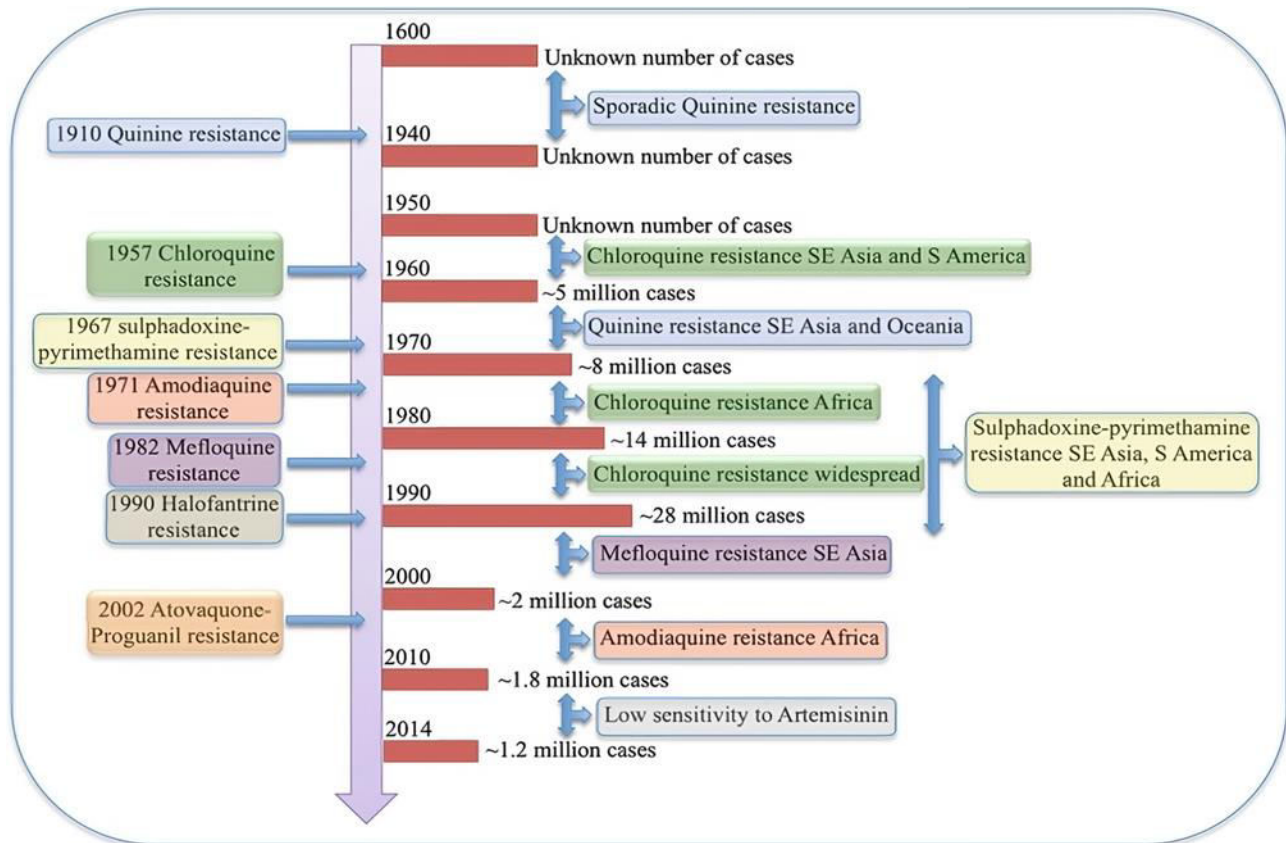 1600
Unknown number of cases
Sporadic Quinine resistance
1910 Quinine resistance
1940
Unknown number of cases
1950
Unknown number of cases
1957 Chloroquine
resistance
Chloroquine resistance SE Asia and S America
1960
~5 million cases
1967 sulphadoxine-
pyrimethamine resistance
Quinine resistance SE Asia and Oceania
1970
~8 million cases
1971 Amodiaquine
resistance
Chloroquine resistance Africa
1980
~14 million cases
Sulphadoxine-pyrimethamine
resistance SE Asia, S America
and Africa
1982 Mefloquine
resistance
Chloroquine resistance widespread
1990
~28 million cases
1990 Halofantrine
resistance
Mefloquine resistance SE Asia
2000
~2 million cases
2002 Atovaquone-
Proguanil resistance
Amodiaquine reistance Africa
2010
~1.8 million cases
Low sensitivity to Artemisinin
2014
~1.2 million cases